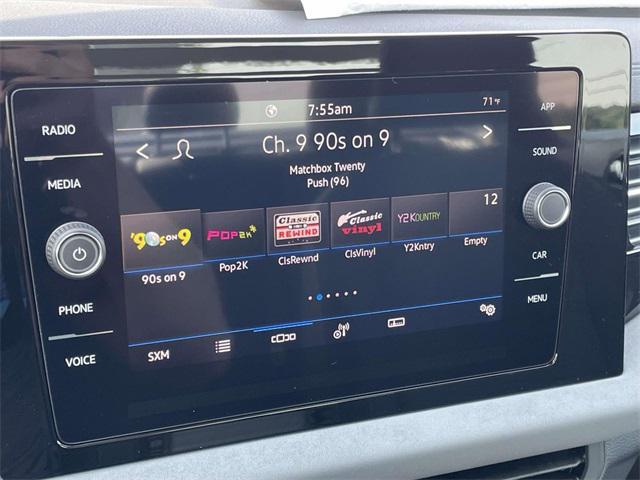 7:55am
71°F
Ch. 9 90s on 9
Matchbox Twenty
Push (96)
RADIO
MEDIA
PHONE
VOICE
APP
SOUND
CAR
MENU
'90s ON 9
POP2K
Classic
REWIND
Classic
vinyl
Y2KOUNTRY
12
90s on 9
Pop2K
ClsRewnd
ClsVinyl
Y2Kntry
Empty
SXM